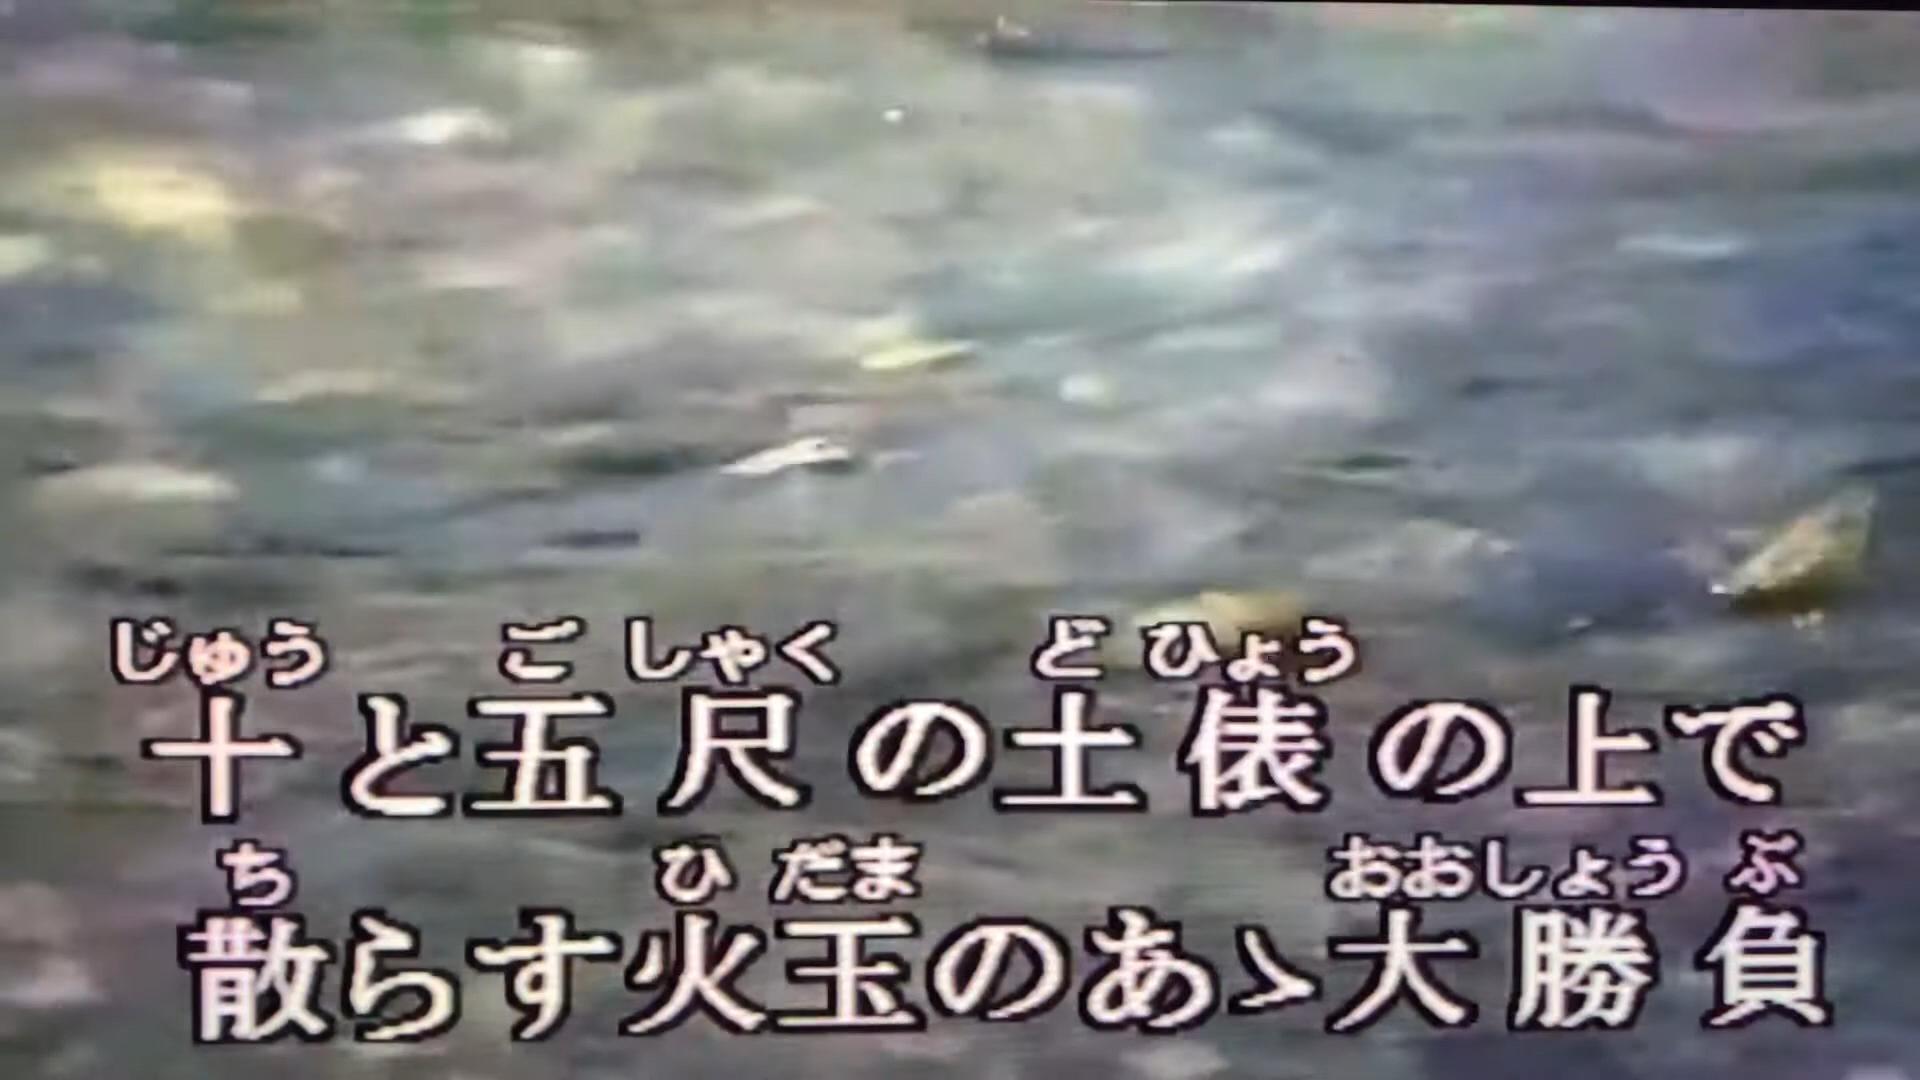 じゅう ご しゃく ど ひょう
十と五尺の土俵の上で
ち ひ だま おおしょう ぶ
散らす火玉のあゝ大勝負